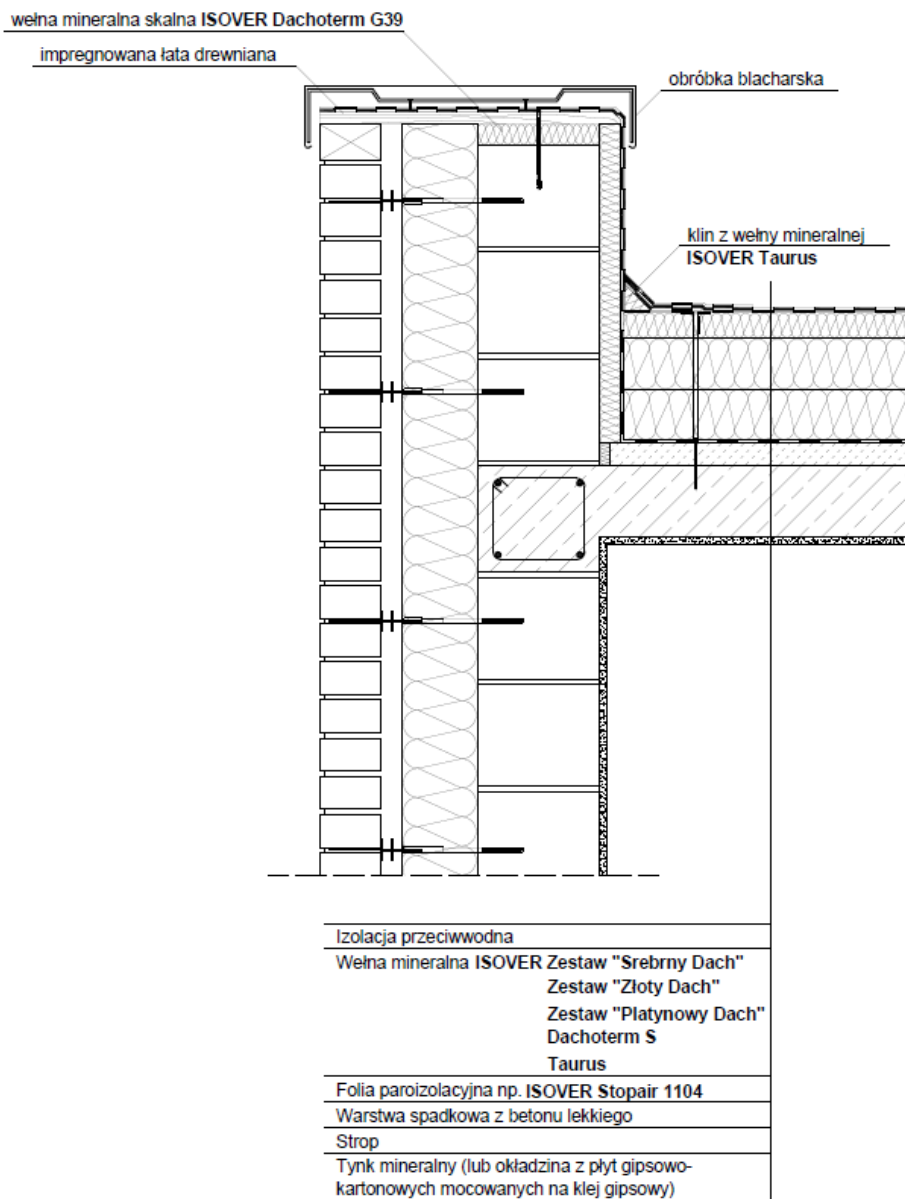 wełna mineralna skalna ISOVER Dachoterm G39
impregnowana łata drewniana
obróbka blacharska
klin z wełny mineralnej
ISOVER Taurus
Izolacja przeciwwodna
Wełna mineralna ISOVER Zestaw "Srebrny Dach"
Zestaw "Złoty Dach"
Zestaw "Platynowy Dach"
Dachoterm S
Taurus
Folia paroizolacyjna np. ISOVER Stopair 1104
Warstwa spadkowa z betonu lekkiego
Strop
Tynk mineralny (lub okładzina z płyt gipsowo-
kartonowych mocowanych na klej gipsowy)